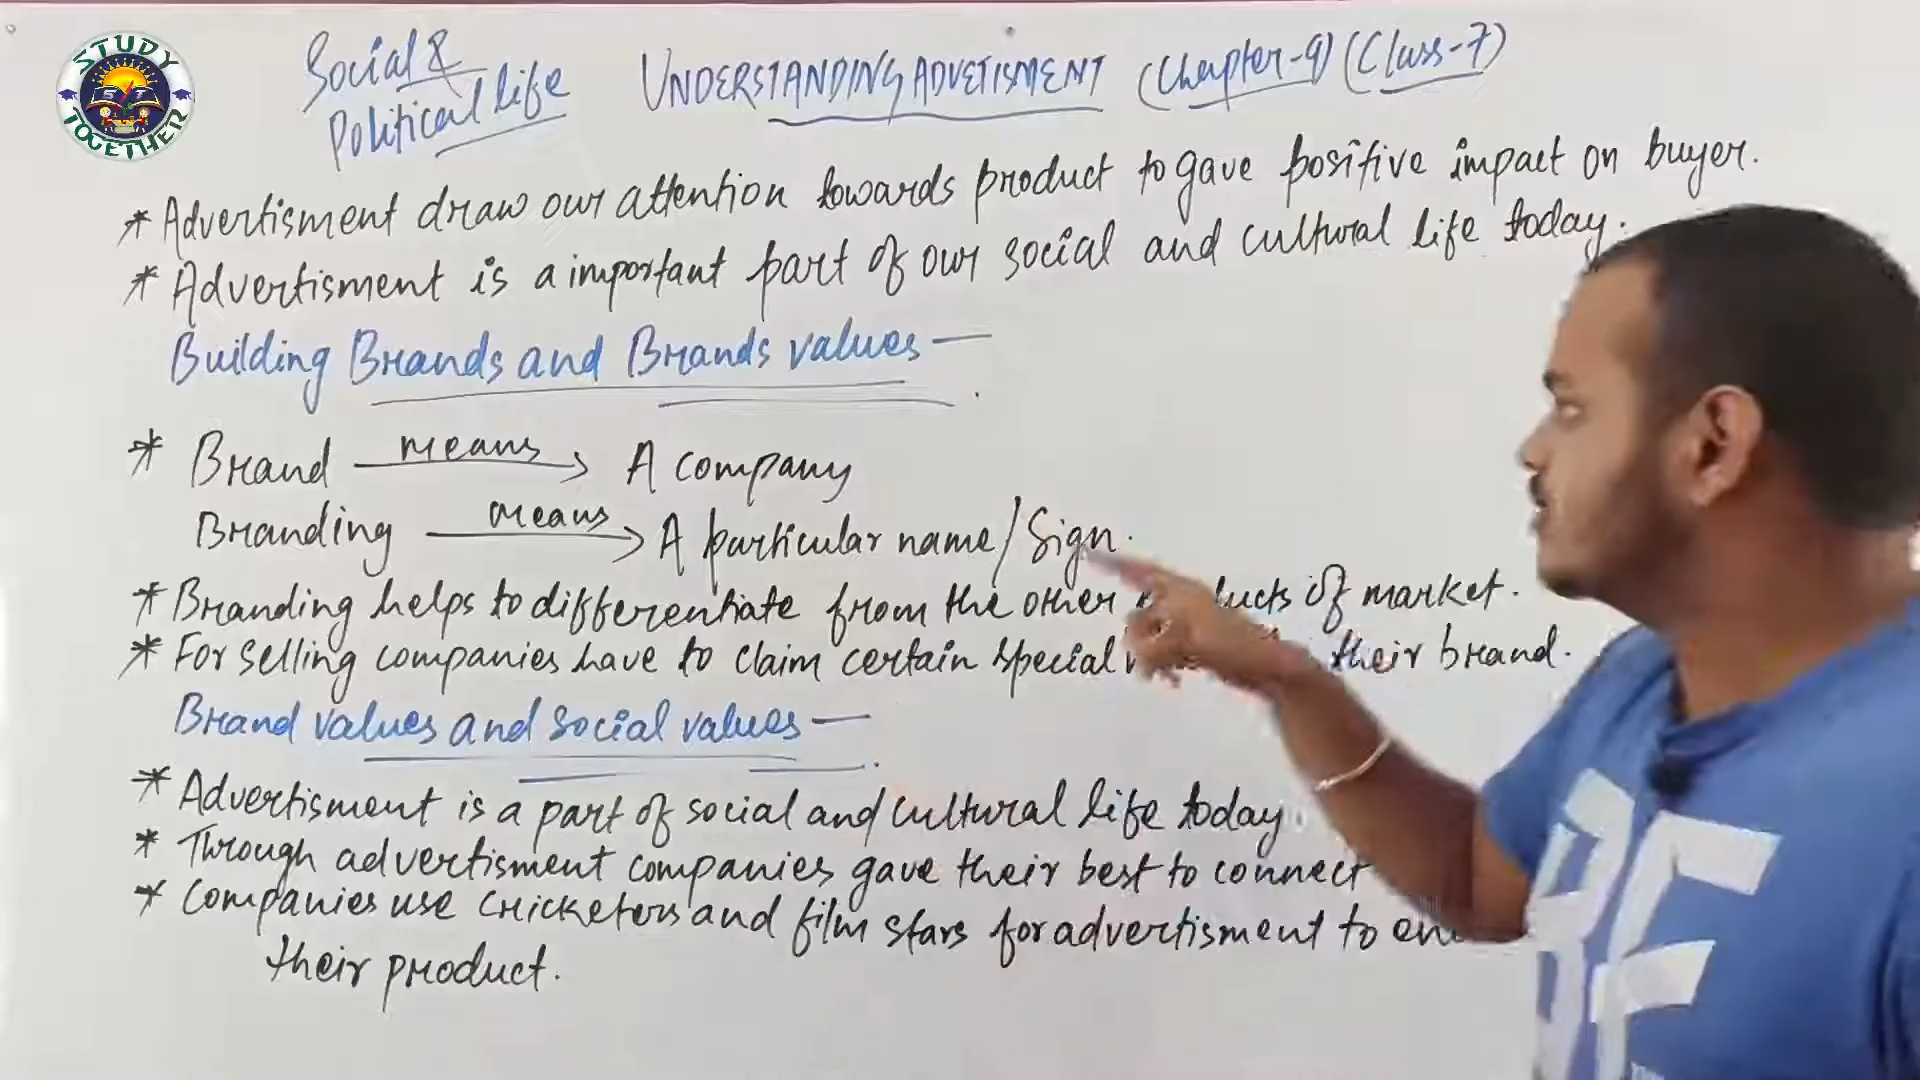 STUDY
ST
TOGETHER
Social &
Political life
UNDERSTANDING ADVETISMENT (Chapter-9) (Class-7)
* Advertisment draw our attention towards product to gave positive impact on buyer.
* Advertisment is a important part of our social and cultural life today.
Building Brands and Brands values —
* Brand means → A company
Branding means → A particular name/Sign.
* Branding helps to differentiate from the other of market.
* For selling companies have to claim certain special their brand.
Brand values and social values —
* Advertisment is a part of social and cultural life today.
* Through advertisment companies gave their best to connect
* Companies use cricketers and film stars for advertisment to
their product.
BF